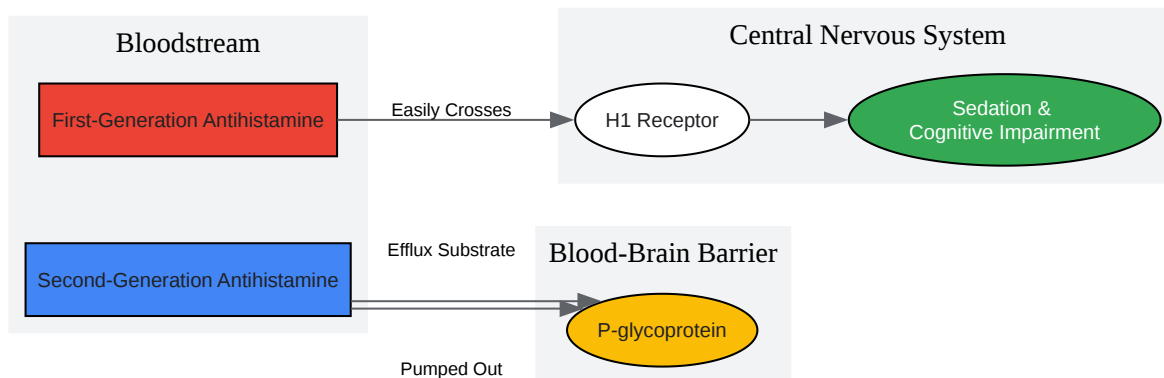 Bloodstream
Central Nervous System
First-Generation Antihistamine
Easily Crosses
H1 Receptor
Sedation &
Cognitive Impairment
Second-Generation Antihistamine
Efflux Substrate
Blood-Brain Barrier
P-glycoprotein
Pumped Out